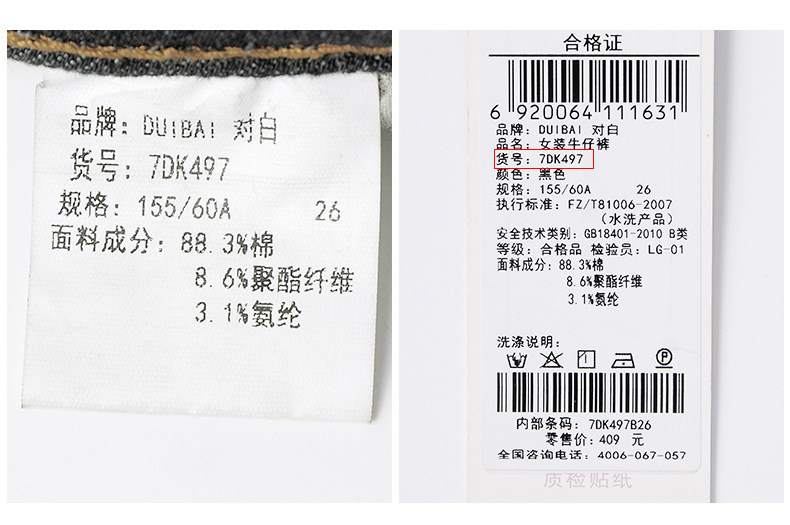 品牌: DUIBAI 对白
货号: 7DK497
规格: 155/60A 26
面料成分: 88.3%棉
8.6%聚酯纤维
3.1%氨纶
合格证
6 920064 111631
品牌: DUIBAI 对白
品名: 女装牛仔裤
货号: 7DK497
颜色: 黑色
规格: 155/60A 26
执行标准: FZ/T81006-2007
(水洗产品)
安全技术类别: GB18401-2010 B类
等级: 合格品 检验员: LG-01
面料成分: 88.3%棉
8.6%聚酯纤维
3.1%氨纶
洗涤说明:
内部条码: 7DK497B26
零售价: 409 元
全国咨询电话: 4006-067-057
质检贴纸